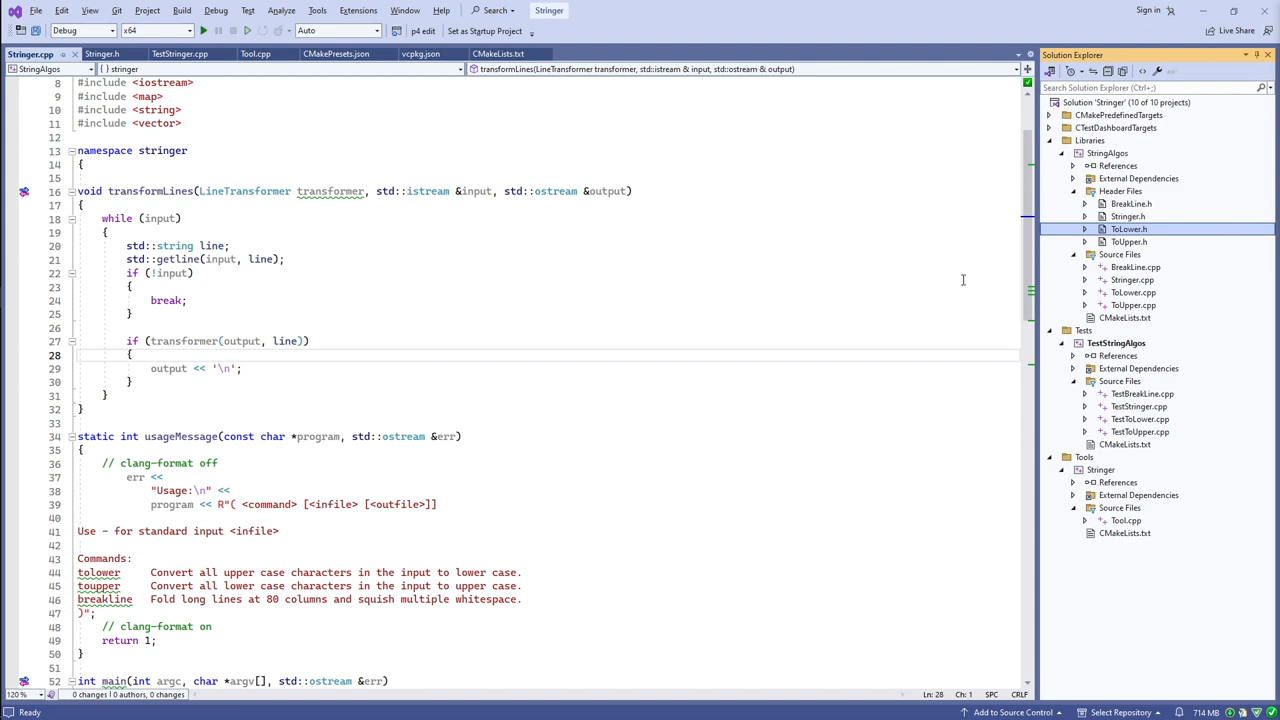 File Edit View Git Project Build Debug Test Analyze Tools Extensions Window Help Search Stringer Sign in
Debug x64 Auto p4 edit Set as Startup Project Live Share
Stringer.cpp Stringer.h TestStringer.cpp Tool.cpp CMakePresets.json vcpkg.json CMakeLists.txt
StringAlgos stringer transformLines(LineTransformer transformer, std::istream & input, std::ostream & output)
8 #include <iostream>
9 #include <map>
10 #include <string>
11 #include <vector>
12
13 namespace stringer
14 {
15
16 void transformLines(LineTransformer transformer, std::istream &input, std::ostream &output)
17 {
18 while (input)
19 {
20 std::string line;
21 std::getline(input, line);
22 if (!input)
23 {
24 break;
25 }
26
27 if (transformer(output, line))
28 {
29 output << '\n';
30 }
31 }
32 }
33
34 static int usageMessage(const char *program, std::ostream &err)
35 {
36 // clang-format off
37 err <<
38 "Usage:\n" <<
39 program << R"( <command> [<infile> [<outfile>]]
40
41 Use - for standard input <infile>
42
43 Commands:
44 tolower Convert all upper case characters in the input to lower case.
45 toupper Convert all lower case characters in the input to upper case.
46 breakline Fold long lines at 80 columns and squish multiple whitespace.
47 )";
48 // clang-format on
49 return 1;
50 }
51
52 int main(int argc, char *argv[], std::ostream &err)
120 % 0 changes | 0 authors, 0 changes Ln: 28 Ch: 1 SPC CRLF
Solution Explorer
Search Solution Explorer (Ctrl+;)
Solution 'Stringer' (10 of 10 projects)
CMakePredefinedTargets
CTestDashboardTargets
Libraries
StringAlgos
References
External Dependencies
Header Files
BreakLine.h
Stringer.h
ToLower.h
ToUpper.h
Source Files
BreakLine.cpp
Stringer.cpp
ToLower.cpp
ToUpper.cpp
CMakeLists.txt
Tests
TestStringAlgos
References
External Dependencies
Source Files
TestBreakLine.cpp
TestStringer.cpp
TestToLower.cpp
TestToUpper.cpp
CMakeLists.txt
Tools
Stringer
References
External Dependencies
Source Files
Tool.cpp
CMakeLists.txt
Ready Add to Source Control Select Repository 714 MB